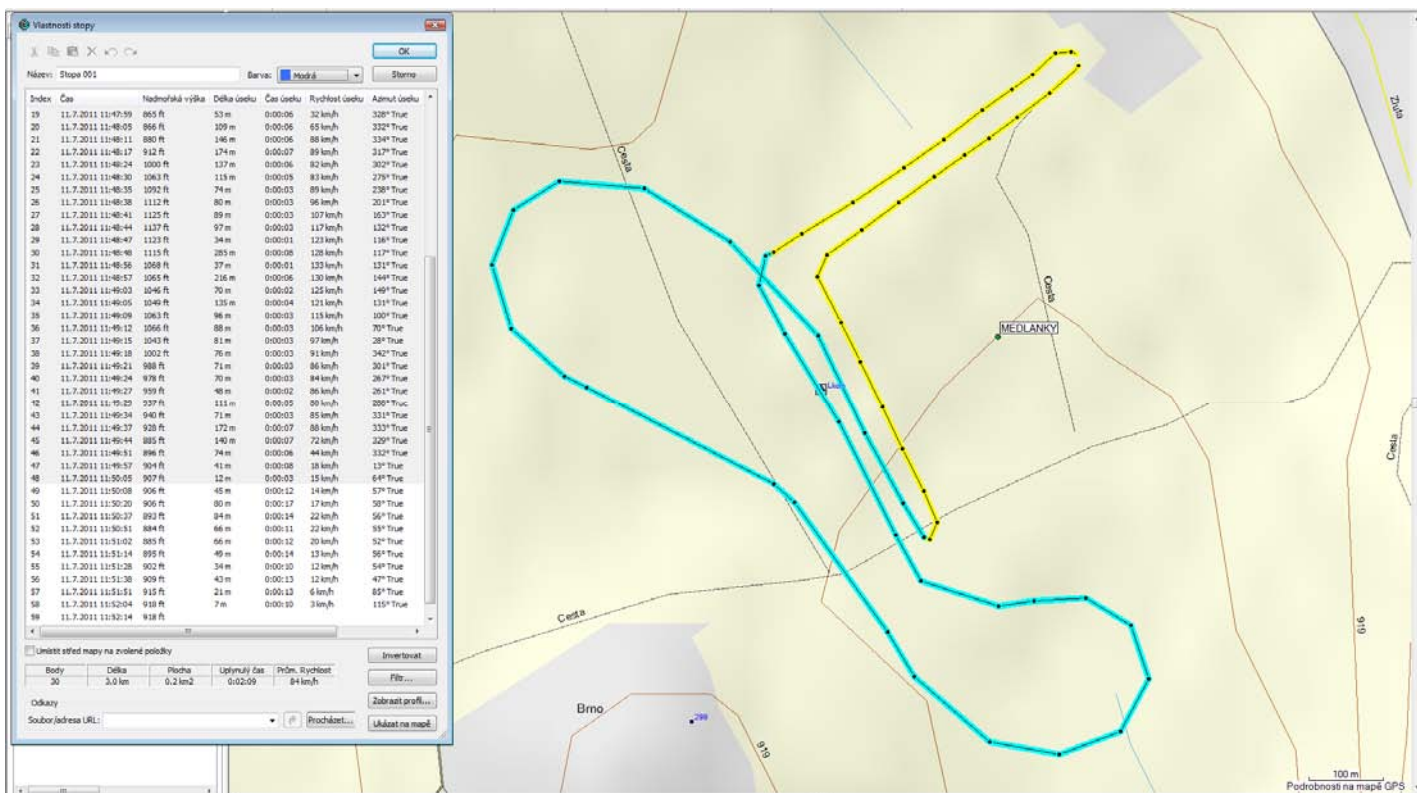 Vlastnosti stopy
OK
Název: Stopa 001 Barva: Modrá Storno
Index Čas Nadmořská výška Délka úseku Čas úseku Rychlost úseku Azimut úseku
19 11.7.2011 11:47:59 865 ft 53 m 0:00:06 32 km/h 328° True
20 11.7.2011 11:48:05 866 ft 109 m 0:00:06 65 km/h 332° True
21 11.7.2011 11:48:11 880 ft 146 m 0:00:06 88 km/h 334° True
22 11.7.2011 11:48:17 912 ft 174 m 0:00:07 89 km/h 317° True
23 11.7.2011 11:48:24 1000 ft 137 m 0:00:06 82 km/h 302° True
24 11.7.2011 11:48:30 1063 ft 115 m 0:00:05 83 km/h 275° True
25 11.7.2011 11:48:35 1092 ft 74 m 0:00:03 89 km/h 238° True
26 11.7.2011 11:48:38 1112 ft 80 m 0:00:03 96 km/h 201° True
27 11.7.2011 11:48:41 1125 ft 89 m 0:00:03 107 km/h 163° True
28 11.7.2011 11:48:44 1137 ft 97 m 0:00:03 117 km/h 132° True
29 11.7.2011 11:48:47 1123 ft 34 m 0:00:01 123 km/h 116° True
30 11.7.2011 11:48:48 1115 ft 285 m 0:00:08 128 km/h 117° True
31 11.7.2011 11:48:56 1068 ft 37 m 0:00:01 133 km/h 131° True
32 11.7.2011 11:48:57 1065 ft 216 m 0:00:06 130 km/h 144° True
33 11.7.2011 11:49:03 1046 ft 70 m 0:00:02 125 km/h 149° True
34 11.7.2011 11:49:05 1049 ft 135 m 0:00:04 121 km/h 131° True
35 11.7.2011 11:49:09 1063 ft 96 m 0:00:03 115 km/h 100° True
36 11.7.2011 11:49:12 1066 ft 88 m 0:00:03 106 km/h 70° True
37 11.7.2011 11:49:15 1043 ft 81 m 0:00:03 97 km/h 28° True
38 11.7.2011 11:49:18 1002 ft 76 m 0:00:03 91 km/h 342° True
39 11.7.2011 11:49:21 988 ft 71 m 0:00:03 86 km/h 301° True
40 11.7.2011 11:49:24 978 ft 70 m 0:00:03 84 km/h 267° True
41 11.7.2011 11:49:27 959 ft 48 m 0:00:02 86 km/h 261° True
42 11.7.2011 11:49:29 937 ft 111 m 0:00:05 80 km/h 288° True
43 11.7.2011 11:49:34 940 ft 71 m 0:00:03 85 km/h 331° True
44 11.7.2011 11:49:37 928 ft 172 m 0:00:07 88 km/h 333° True
45 11.7.2011 11:49:44 885 ft 140 m 0:00:07 72 km/h 329° True
46 11.7.2011 11:49:51 896 ft 74 m 0:00:06 44 km/h 332° True
47 11.7.2011 11:49:57 904 ft 41 m 0:00:08 18 km/h 13° True
48 11.7.2011 11:50:05 907 ft 12 m 0:00:03 15 km/h 64° True
49 11.7.2011 11:50:08 906 ft 45 m 0:00:12 14 km/h 57° True
50 11.7.2011 11:50:20 906 ft 80 m 0:00:17 17 km/h 58° True
51 11.7.2011 11:50:37 893 ft 84 m 0:00:14 22 km/h 56° True
52 11.7.2011 11:50:51 884 ft 66 m 0:00:11 22 km/h 55° True
53 11.7.2011 11:51:02 885 ft 66 m 0:00:12 20 km/h 52° True
54 11.7.2011 11:51:14 895 ft 49 m 0:00:14 13 km/h 56° True
55 11.7.2011 11:51:28 902 ft 34 m 0:00:10 12 km/h 54° True
56 11.7.2011 11:51:38 909 ft 43 m 0:00:13 12 km/h 47° True
57 11.7.2011 11:51:51 915 ft 21 m 0:00:13 6 km/h 85° True
58 11.7.2011 11:52:04 918 ft 7 m 0:00:10 3 km/h 115° True
59 11.7.2011 11:52:14 918 ft
Umístit střed mapy na zvolené položky
Invertovat
Body Délka Plocha Uplynulý čas Prům. Rychlost
30 3.0 km 0.2 km2 0:02:09 84 km/h
Filtr...
Odkazy
Zobrazit profil...
Soubor/adresa URL: Procházet... Ukázat na mapě
Cesta
Žlutá
Cesta
MEDLANKY
Cesta
Cesta
Brno
299
919
919
100 m
Podrobnosti na mapě GPS